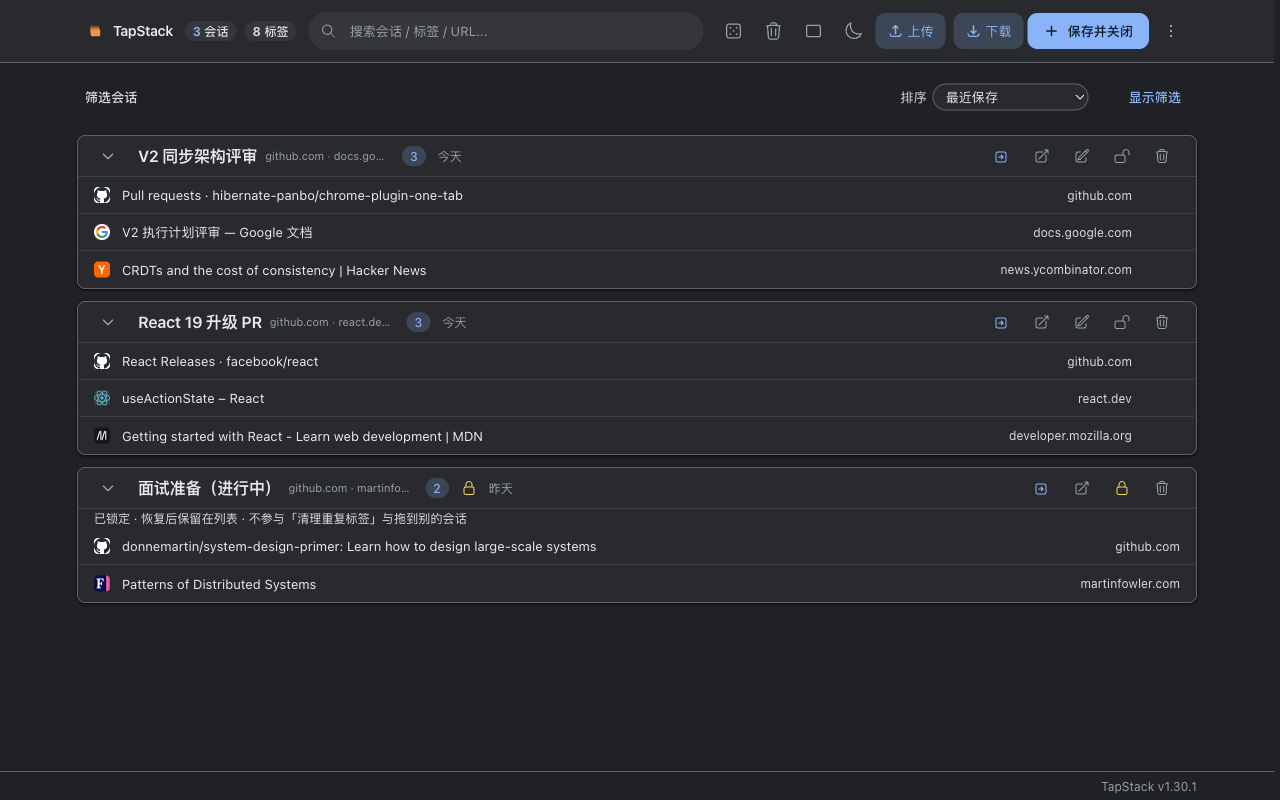 TapStack 3 会话 8 标签 搜索会话 / 标签 / URL... 上传 下载 保存并关闭
筛选会话 排序 最近保存 显示筛选
V2 同步架构评审 github.com · docs.go... 3 今天
Pull requests · hibernate-panbo/chrome-plugin-one-tab github.com
V2 执行计划评审 — Google 文档 docs.google.com
Y CRDTs and the cost of consistency | Hacker News news.ycombinator.com
React 19 升级 PR github.com · react.de... 3 今天
React Releases · facebook/react github.com
useActionState – React react.dev
Getting started with React - Learn web development | MDN developer.mozilla.org
面试准备（进行中） github.com · martinfo... 2 昨天
已锁定 · 恢复后保留在列表 · 不参与「清理重复标签」与拖到别的会话
donnemartin/system-design-primer: Learn how to design large-scale systems github.com
F Patterns of Distributed Systems martinfowler.com
TapStack v1.30.1